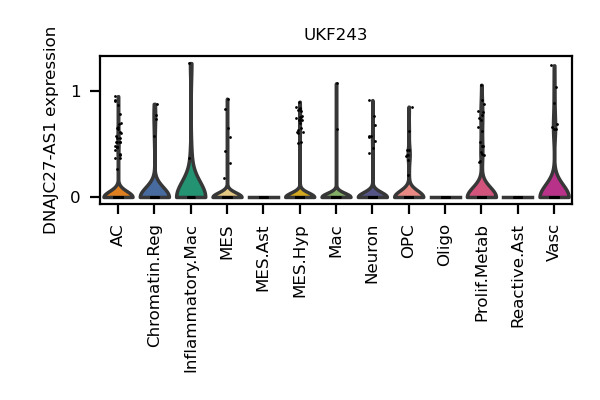 UKF243
DNAJC27-AS1 expression
1
0
AC
Chromatin.Reg
Inflammatory.Mac
MES
MES.Ast
MES.Hyp
Mac
Neuron
OPC
Oligo
Prolif.Metab
Reactive.Ast
Vasc